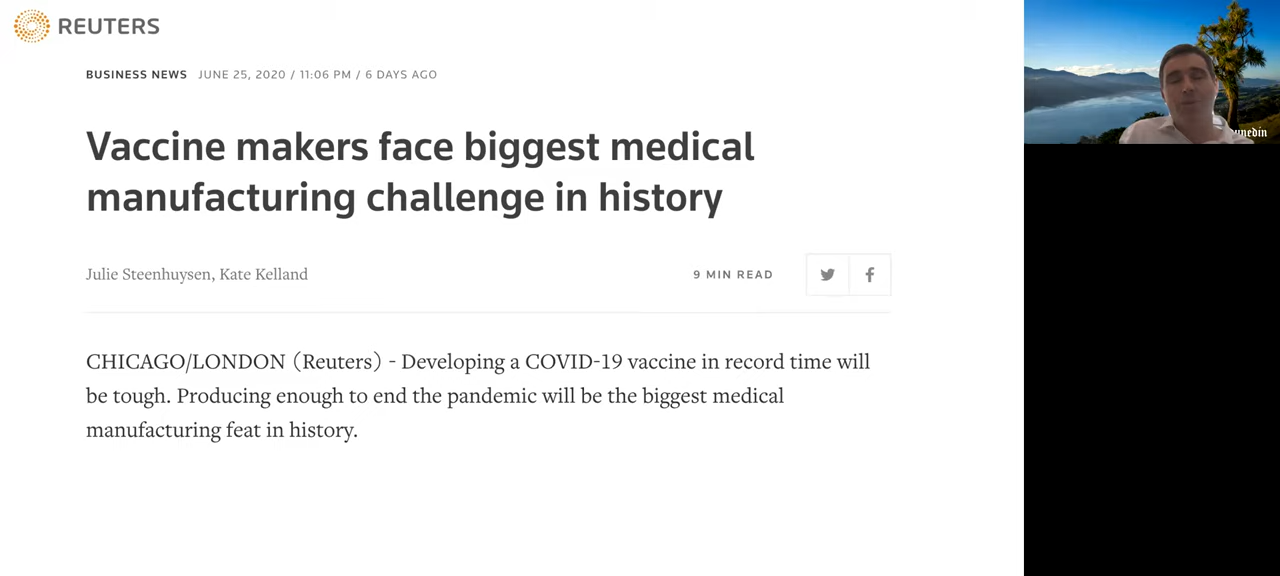 REUTERS
BUSINESS NEWS JUNE 25, 2020 / 11:06 PM / 6 DAYS AGO
Vaccine makers face biggest medical
manufacturing challenge in history
Julie Steenhuysen, Kate Kelland
9 MIN READ
CHICAGO/LONDON (Reuters) - Developing a COVID-19 vaccine in record time will
be tough. Producing enough to end the pandemic will be the biggest medical
manufacturing feat in history.